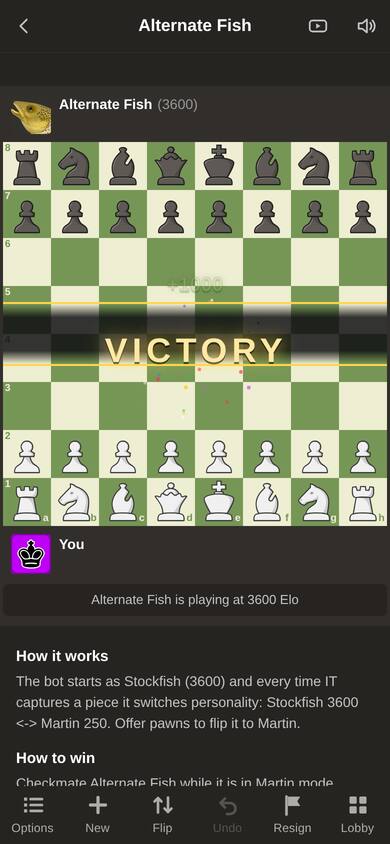 Alternate Fish
Alternate Fish (3600)
8
7
6
+1000
5
4
VICTORY
3
2
1
a b c d e f g h
You
Alternate Fish is playing at 3600 Elo
How it works
The bot starts as Stockfish (3600) and every time IT
captures a piece it switches personality: Stockfish 3600
<-> Martin 250. Offer pawns to flip it to Martin.
How to win
Checkmate Alternate Fish while it is in Martin mode
Options New Flip Undo Resign Lobby